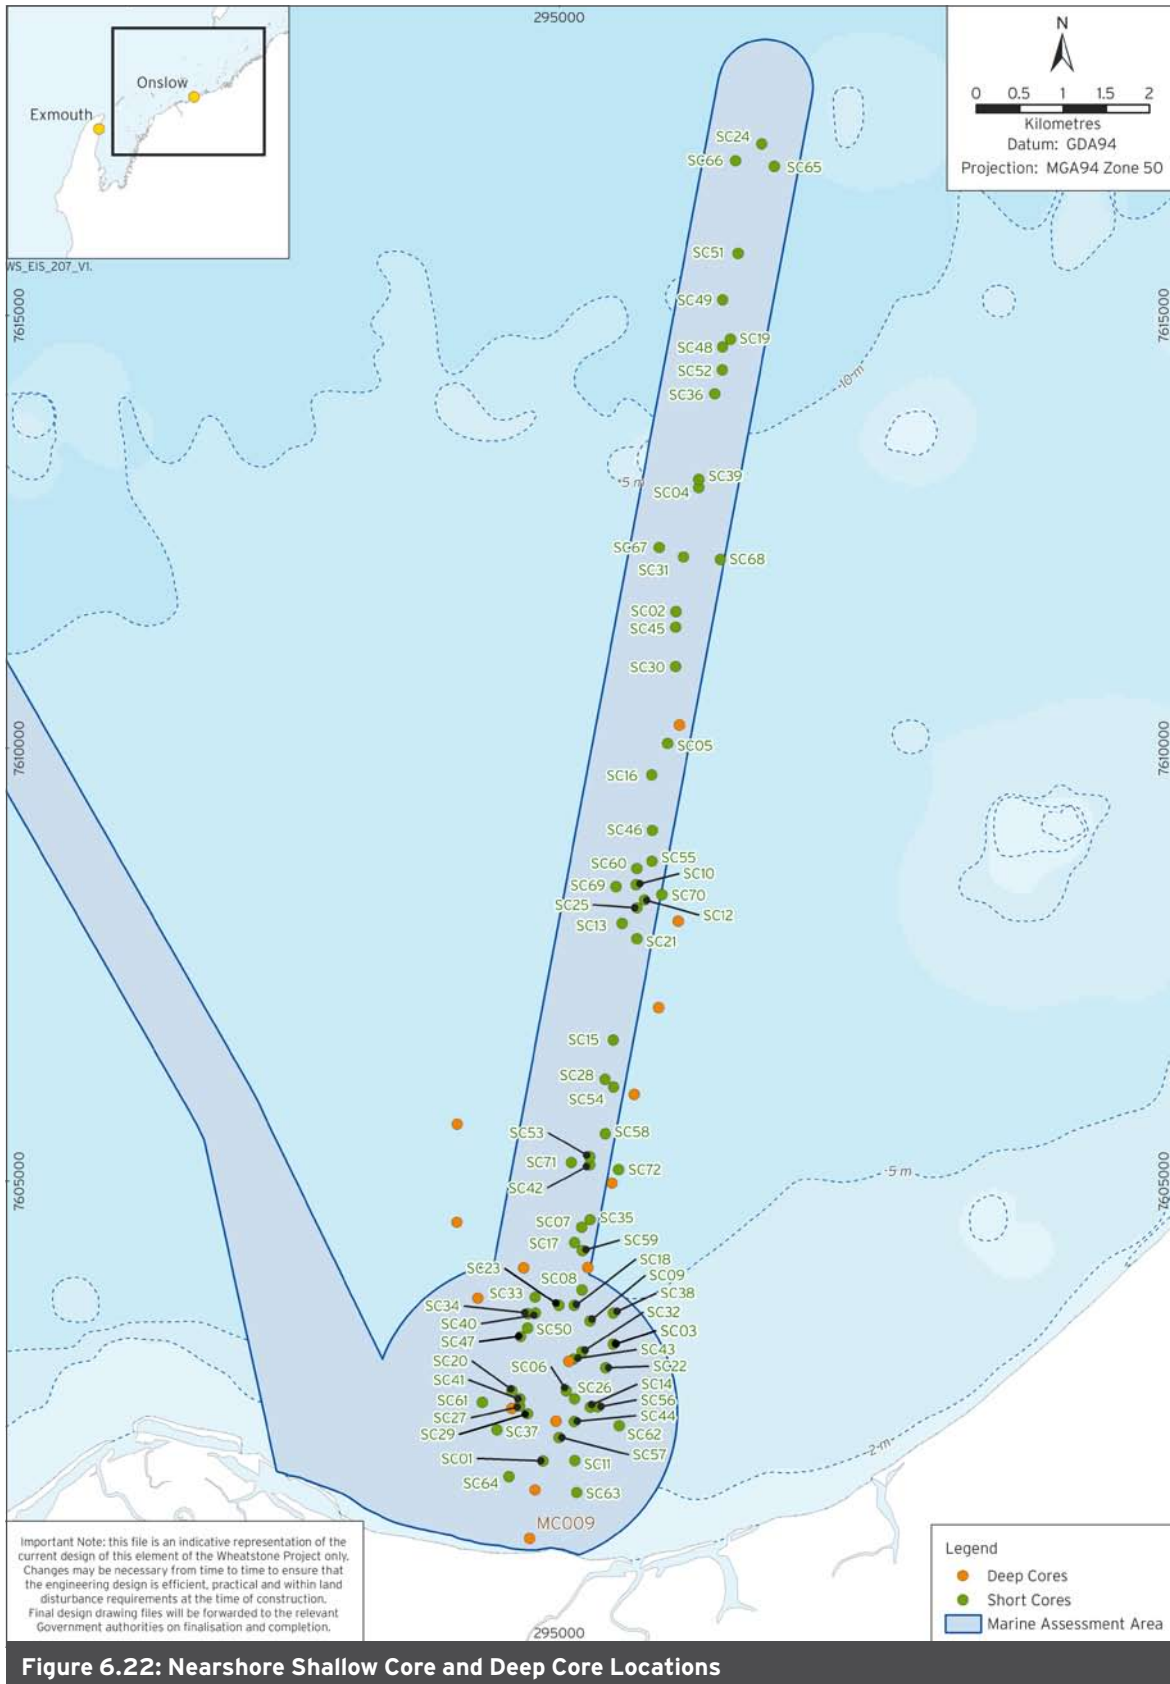 295000
N
0 0.5 1 1.5 2
Kilometres
Datum: GDA94
Projection: MGA94 Zone 50
Onslow
Exmouth
WS_EIS_207_V1.
SC24
SC66
SC65
SC51
SC49
7615000
7615000
SC19
SC48
SC52
SC36
-10 m
SC39
-5 m
SC04
SC67
SC31
SC68
SC02
SC45
SC30
7610000
7610000
SC05
SC16
SC46
SC55
SC60
SC10
SC69
SC70
SC25
SC12
SC13
SC21
SC15
SC28
SC54
SC53
SC58
SC71
SC72
SC42
7605000
7605000
-5 m
SC35
SC07
SC17
SC59
SC23
SC18
SC08
SC09
SC33
SC38
SC34
SC32
SC40
SC50
SC03
SC47
SC43
SC06
SC22
SC20
SC26
SC14
SC41
SC56
SC61
SC27
SC44
SC29
SC37
SC62
SC57
SC01
SC11
SC64
SC63
-2 m
MC009
Important Note: this file is an indicative representation of the
current design of this element of the Wheatstone Project only.
Changes may be necessary from time to time to ensure that
the engineering design is efficient, practical and within land
disturbance requirements at the time of construction.
Final design drawing files will be forwarded to the relevant
Government authorities on finalisation and completion.
Legend
Deep Cores
Short Cores
Marine Assessment Area
295000
Figure 6.22: Nearshore Shallow Core and Deep Core Locations